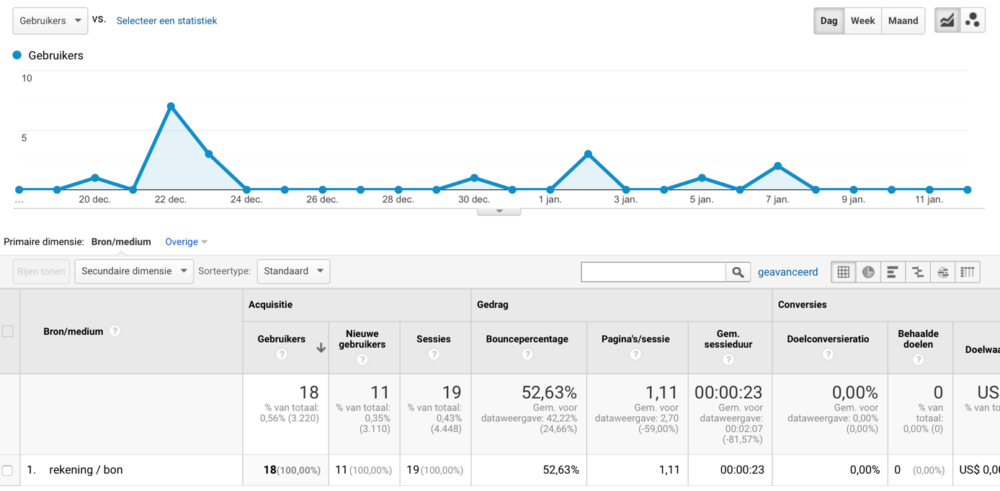 Gebruikers vs. Selecteer een statistiek Dag Week Maand
Gebruikers
10
5
... 20 dec. 22 dec. 24 dec. 26 dec. 28 dec. 30 dec. 1 jan. 3 jan. 5 jan. 7 jan. 9 jan. 11 jan.
Primaire dimensie: Bron/medium Overige
Rijen tonen Secundaire dimensie Sorteertype: Standaard geavanceerd
Acquisitie Gedrag Conversies
Bron/medium ?
Gebruikers ?
Nieuwe
gebruikers
?
Sessies
?
Bouncepercentage
?
Pagina's/sessie
?
Gem.
sessieduur
?
Doelconversieratio
?
Behaalde
doelen
?
Doelwaa
18
% van totaal:
0,56% (3.220)
11
% van totaal:
0,35%
(3.110)
19
% van totaal:
0,43%
(4.448)
52,63%
Gem. voor
dataweergave: 42,22%
(24,66%)
1,11
Gem. voor
dataweergave: 2,70
(-59,00%)
00:00:23
Gem. voor
dataweergave:
00:02:07
(-81,57%)
0,00%
Gem. voor
dataweergave: 0,00%
(0,00%)
0
% van
totaal:
0,00% (0)
US
% van to
1. rekening / bon 18(100,00%) 11(100,00%) 19(100,00%) 52,63% 1,11 00:00:23 0,00% 0 (0,00%) US$ 0,00